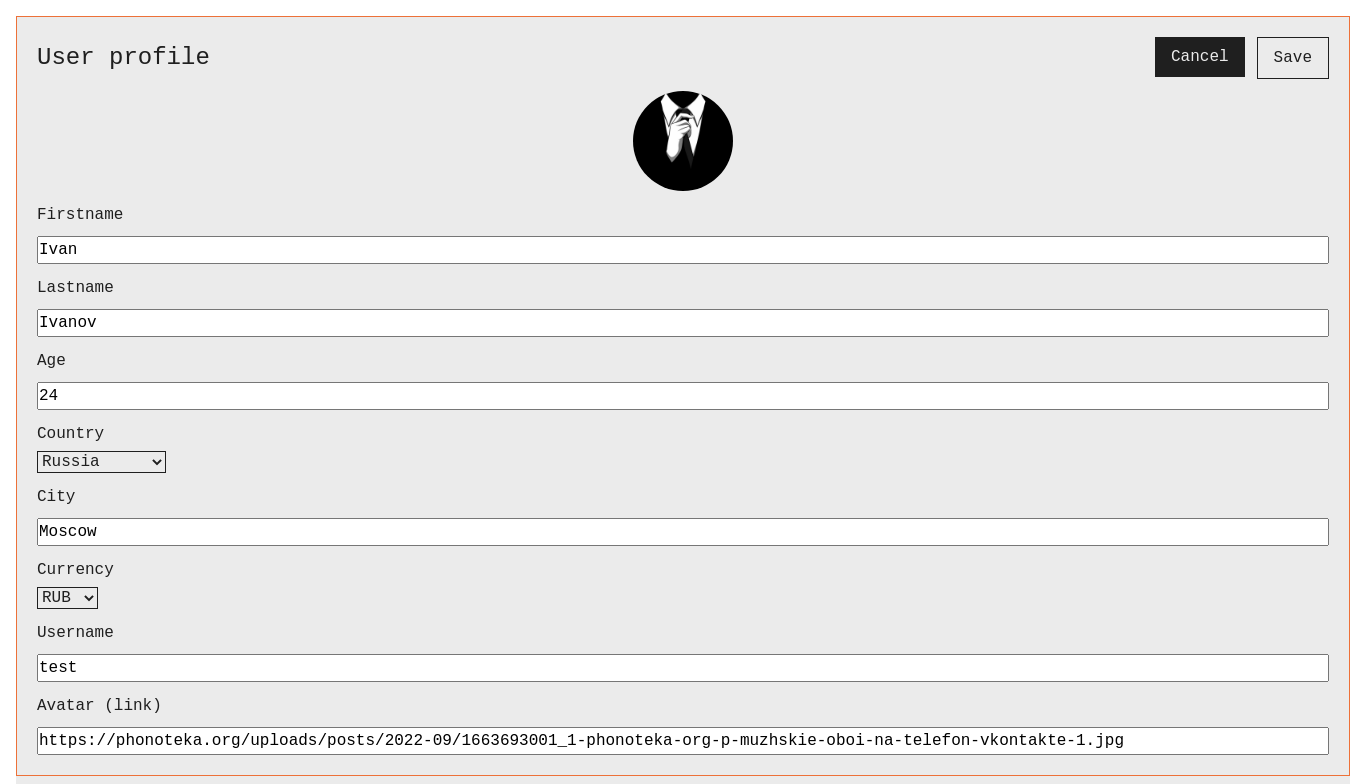 User profile
Cancel
Save
Firstname
Ivan
Lastname
Ivanov
Age
24
Country
Russia
City
Moscow
Currency
RUB
Username
test
Avatar (link)
https://phonoteka.org/uploads/posts/2022-09/1663693001_1-phonoteka-org-p-muzhskie-oboi-na-telefon-vkontakte-1.jpg